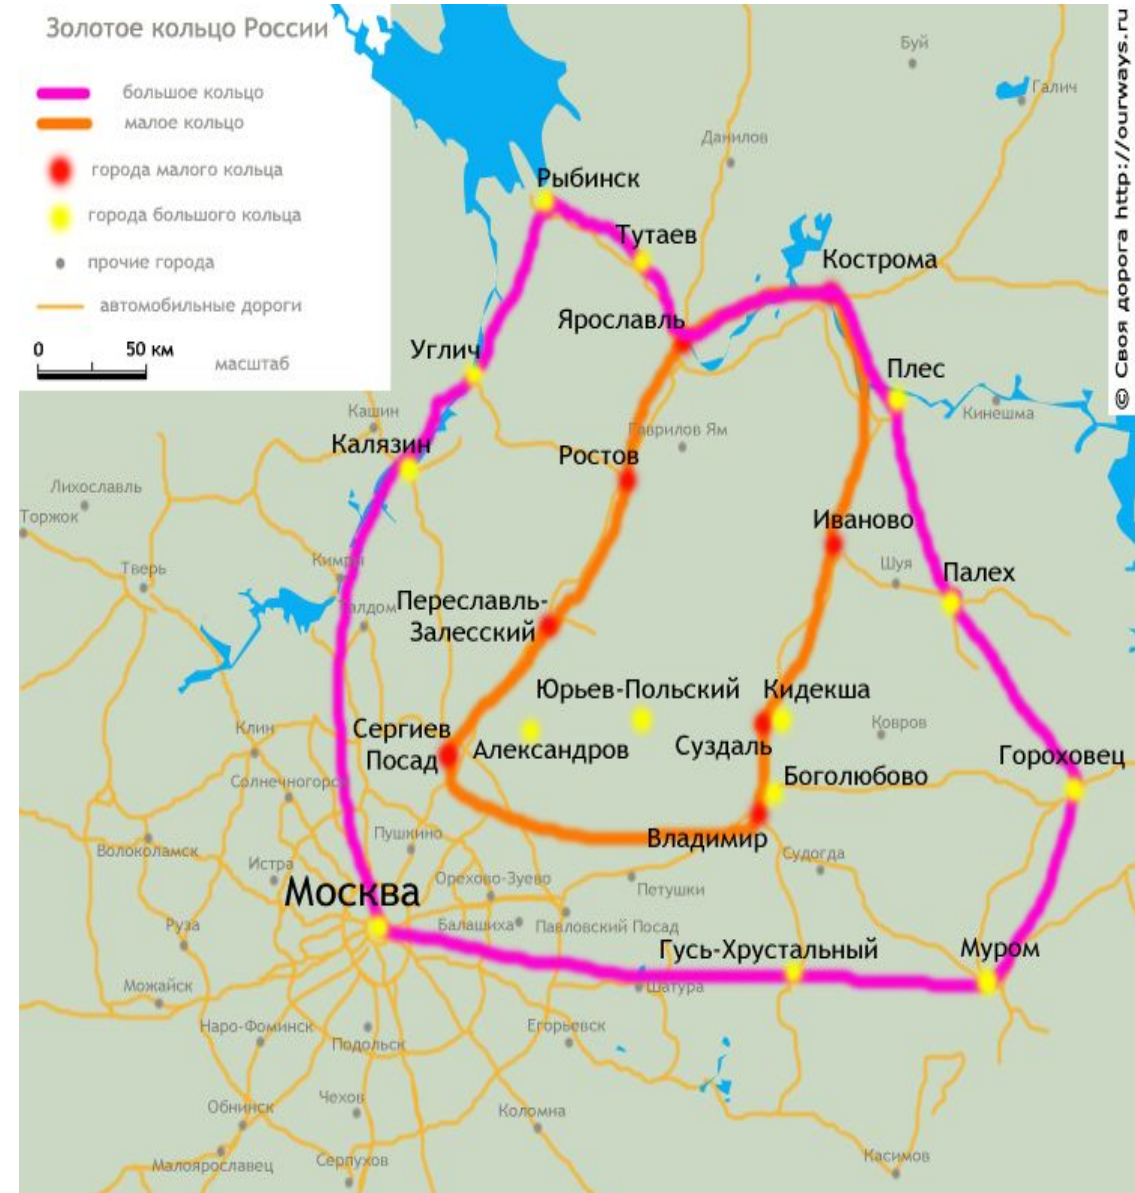 Золотое кольцо России
большое кольцо
малое кольцо
города малого кольца
города большого кольца
прочие города
автомобильные дороги
0 50 км
масштаб
© Своя дорога http://ourways.ru
Буй
Галич
Данилов
Рыбинск
Тутаев
Кострома
Ярославль
Углич
Плес
Кашин
Кинешма
Гаврилов Ям
Калязин
Ростов
Лихославль
Торжок
Иваново
Кимры
Шуя
Тверь
Палех
Талдом
Переславль-
Залесский
Юрьев-Польский
Кидекша
Клин
Сергиев
Посад
Александров
Суздаль
Ковров
Гороховец
Солнечногорск
Боголюбово
Пушкино
Владимир
Волоколамск
Судогда
Истра
Орехово-Зуево
Петушки
Москва
Руза
Балашиха
Павловский Посад
Гусь-Хрустальный
Муром
Можайск
Шатура
Наро-Фоминск
Подольск
Егорьевск
Обнинск
Чехов
Коломна
Малоярославец
Серпухов
Касимов